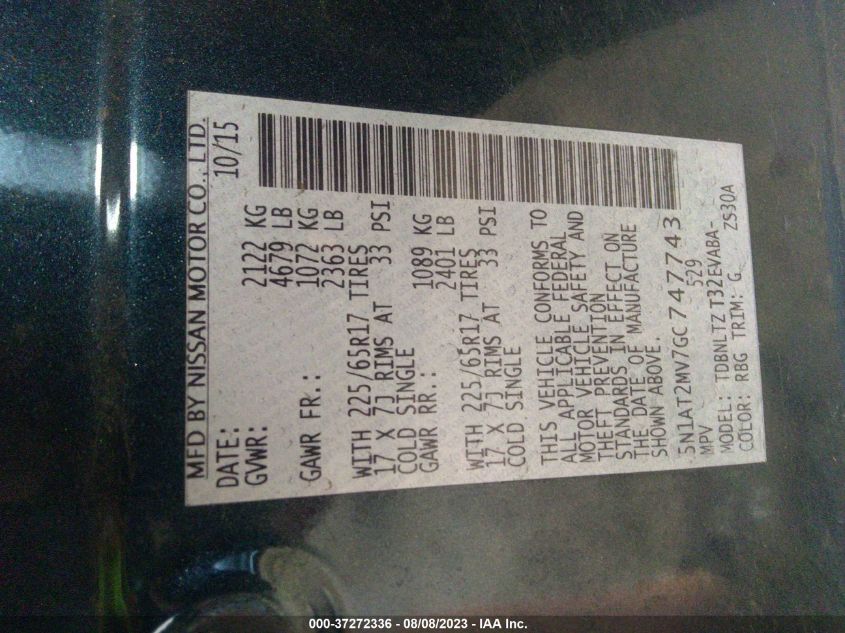 MFD BY NISSAN MOTOR CO., LTD.
DATE: 10/15
GVWR: 2122 KG
4679 LB
GAWR FR.: 1072 KG
2363 LB
WITH 225/65R17 TIRES
17 X 7J RIMS AT 33 PSI
COLD SINGLE
GAWR RR.: 1089 KG
2401 LB
WITH 225/65R17 TIRES
17 X 7J RIMS AT 33 PSI
COLD SINGLE
THIS VEHICLE CONFORMS TO
ALL APPLICABLE FEDERAL
MOTOR VEHICLE SAFETY AND
THEFT PREVENTION
STANDARDS IN EFFECT ON
THE DATE OF MANUFACTURE
SHOWN ABOVE.
5N1AT2MV7GC747743
MPV 529
MODEL: TDBNLTZ T32EVABA-
COLOR: RBG TRIM: G ZS30A
000-37272336 - 08/08/2023 - IAA Inc.